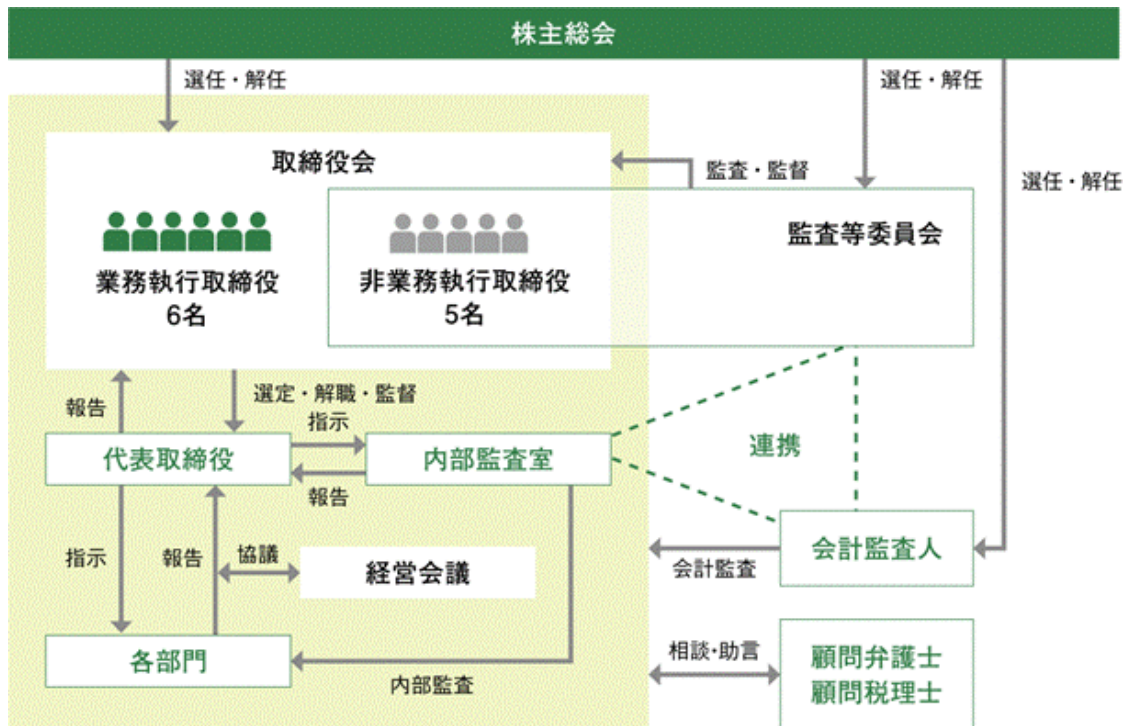 株主総会
選任・解任
選任・解任
選任・解任
取締役会
監査・監督
監査等委員会
業務執行取締役
6名
非業務執行取締役
5名
報告
選定・解職・監督
指示
代表取締役
内部監査室
連携
報告
指示
報告
協議
経営会議
会計監査
会計監査人
各部門
内部監査
相談・助言
顧問弁護士
顧問税理士